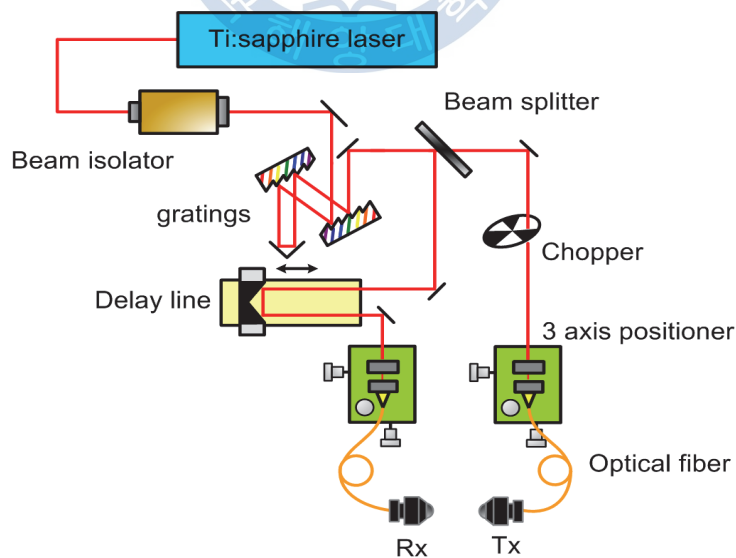 Ti:sapphire laser
Beam splitter
Beam isolator
gratings
Chopper
Delay line
3 axis positioner
Optical fiber
Rx
Tx